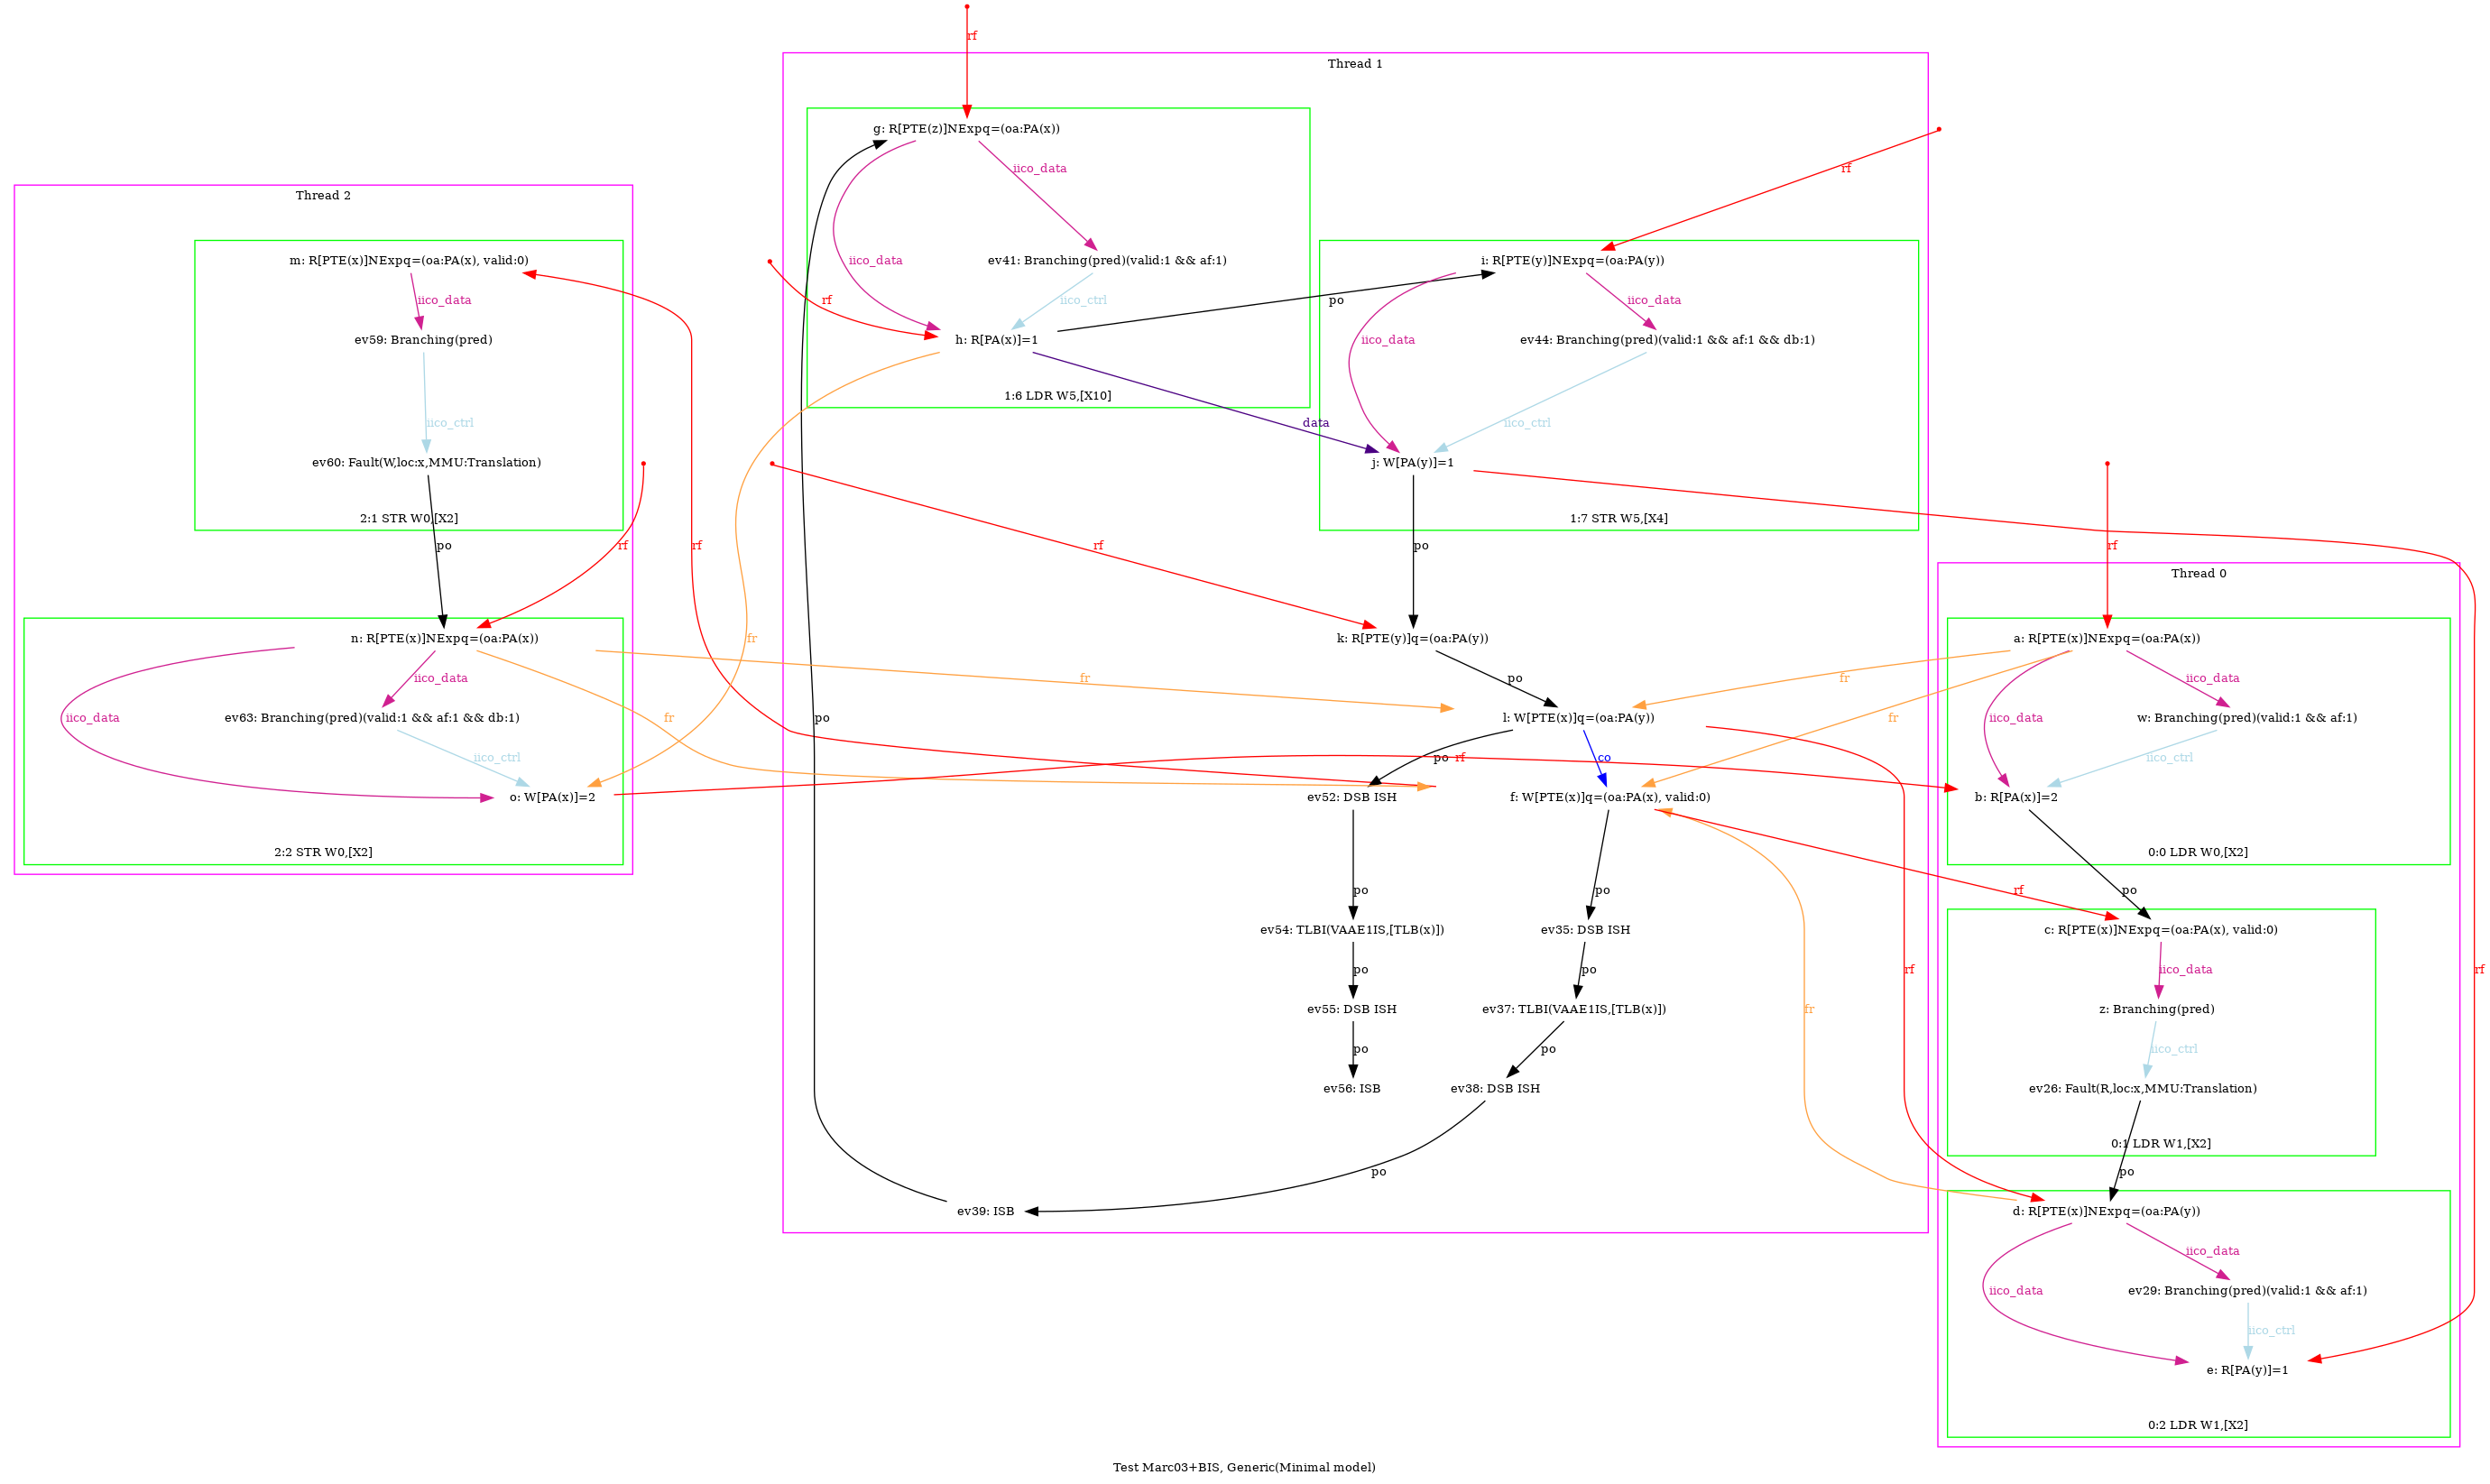 rf
Thread 1
g: R[PTE(z)]NExpq=(oa:PA(x))
iico_data
iico_data
ev41: Branching(pred)(valid:1 && af:1)
iico_ctrl
rf
h: R[PA(x)]=1
1:6 LDR W5,[X10]
po
rf
i: R[PTE(y)]NExpq=(oa:PA(y))
iico_data
iico_data
ev44: Branching(pred)(valid:1 && af:1 && db:1)
iico_ctrl
data
j: W[PA(y)]=1
1:7 STR W5,[X4]
po
rf
k: R[PTE(y)]q=(oa:PA(y))
po
fr
l: W[PTE(x)]q=(oa:PA(y))
po
co
rf
ev52: DSB ISH
f: W[PTE(x)]q=(oa:PA(x), valid:0)
po
po
ev54: TLBI(VAAE1IS,[TLB(x)])
ev35: DSB ISH
po
po
ev55: DSB ISH
ev37: TLBI(VAAE1IS,[TLB(x)])
po
po
ev56: ISB
ev38: DSB ISH
po
ev39: ISB
po
Thread 2
m: R[PTE(x)]NExpq=(oa:PA(x), valid:0)
iico_data
ev59: Branching(pred)
iico_ctrl
ev60: Fault(W,loc:x,MMU:Translation)
2:1 STR W0,[X2]
po
rf
rf
n: R[PTE(x)]NExpq=(oa:PA(x))
fr
iico_data
iico_data
ev63: Branching(pred)(valid:1 && af:1 && db:1)
fr
iico_ctrl
o: W[PA(x)]=2
2:2 STR W0,[X2]
rf
Thread 0
a: R[PTE(x)]NExpq=(oa:PA(x))
fr
fr
iico_data
iico_data
w: Branching(pred)(valid:1 && af:1)
iico_ctrl
b: R[PA(x)]=2
0:0 LDR W0,[X2]
rf
po
c: R[PTE(x)]NExpq=(oa:PA(x), valid:0)
iico_data
z: Branching(pred)
iico_ctrl
ev26: Fault(R,loc:x,MMU:Translation)
0:1 LDR W1,[X2]
po
fr
rf
rf
d: R[PTE(x)]NExpq=(oa:PA(y))
iico_data
iico_data
ev29: Branching(pred)(valid:1 && af:1)
iico_ctrl
e: R[PA(y)]=1
0:2 LDR W1,[X2]
Test Marc03+BIS, Generic(Minimal model)